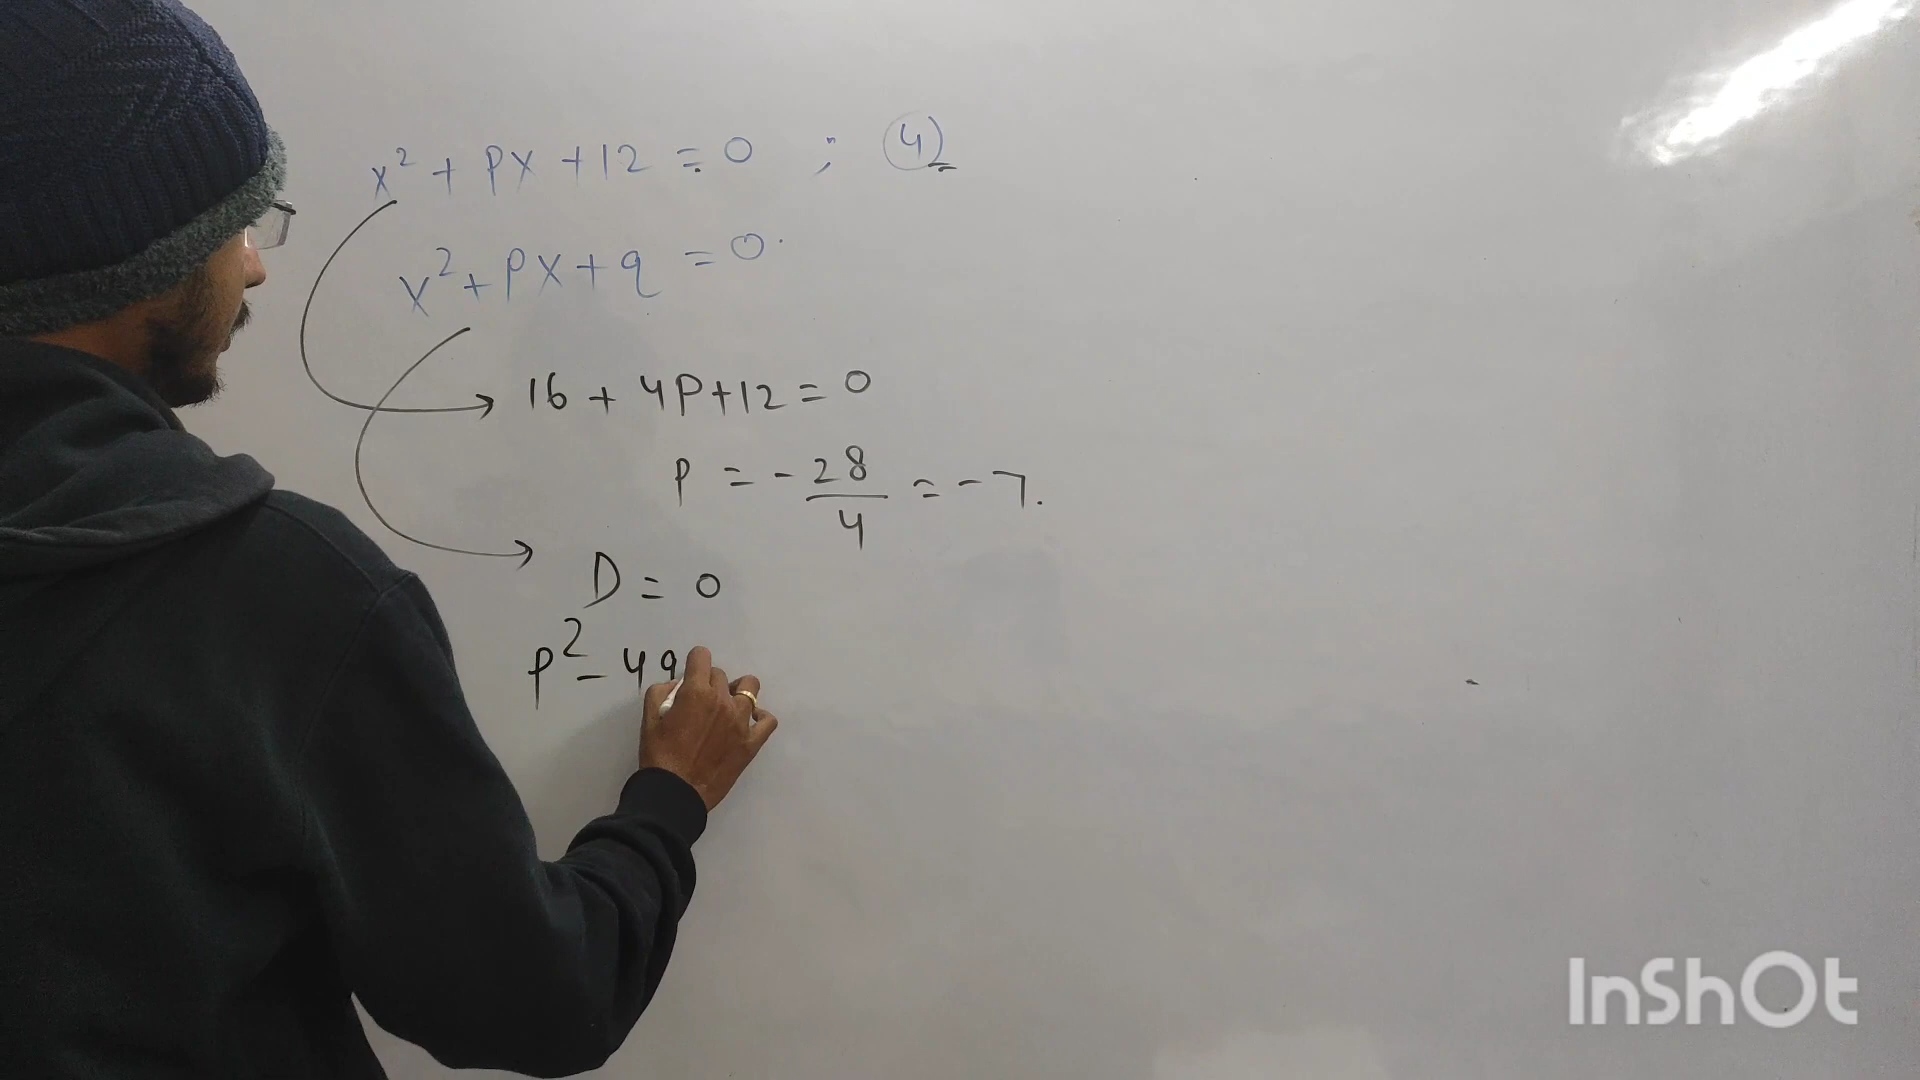 x² + px + 12 = 0 ; (4)
x² + px + q = 0.
16 + 4P + 12 = 0
P = -28/4 = -7.
D = 0
P² - 4q
InShOt